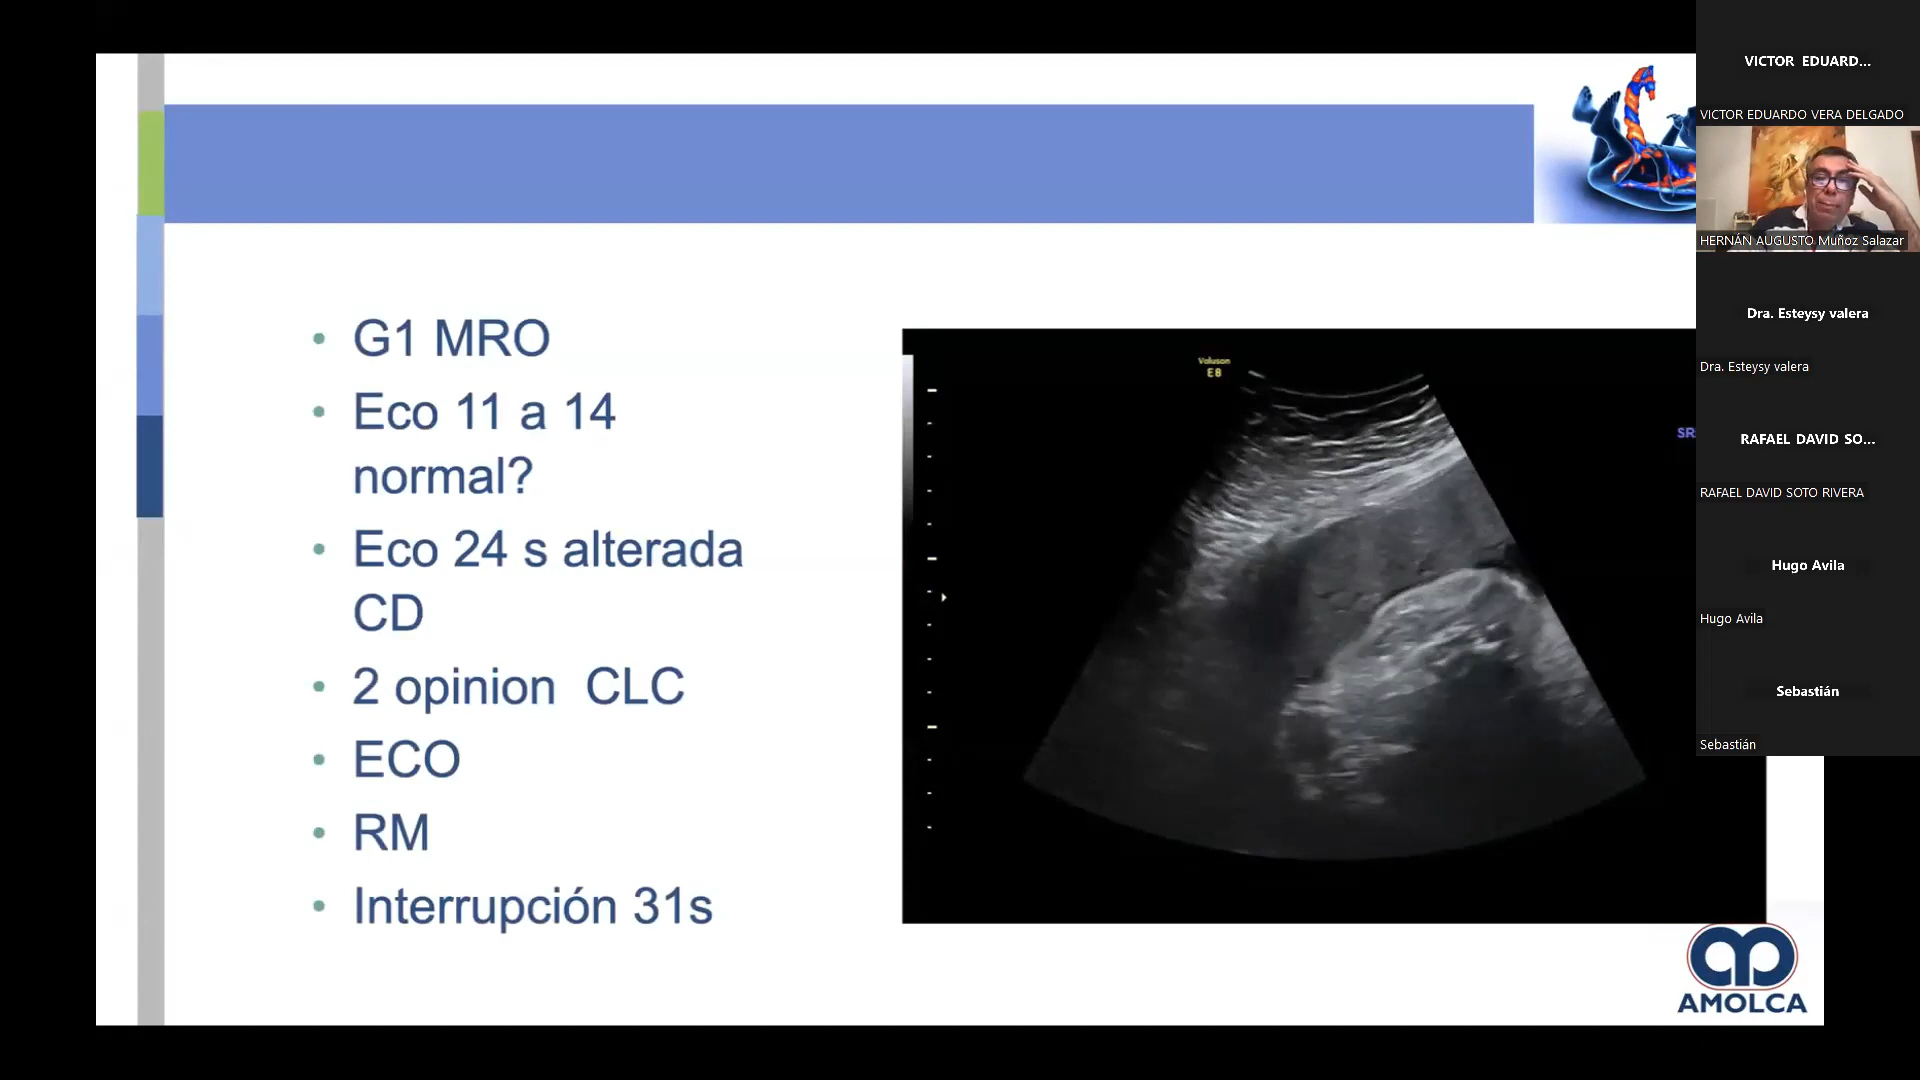 G1 MRO
Eco 11 a 14
normal?
Eco 24 s alterada
CD
2 opinion CLC
ECO
RM
Interrupción 31s
Voluson
E8
SR
AMOLCA
VICTOR EDUARD...
VICTOR EDUARDO VERA DELGADO
HERNÁN AUGUSTO Muñoz Salazar
Dra. Esteysy valera
Dra. Esteysy valera
RAFAEL DAVID SO...
RAFAEL DAVID SOTO RIVERA
Hugo Avila
Hugo Avila
Sebastián
Sebastián